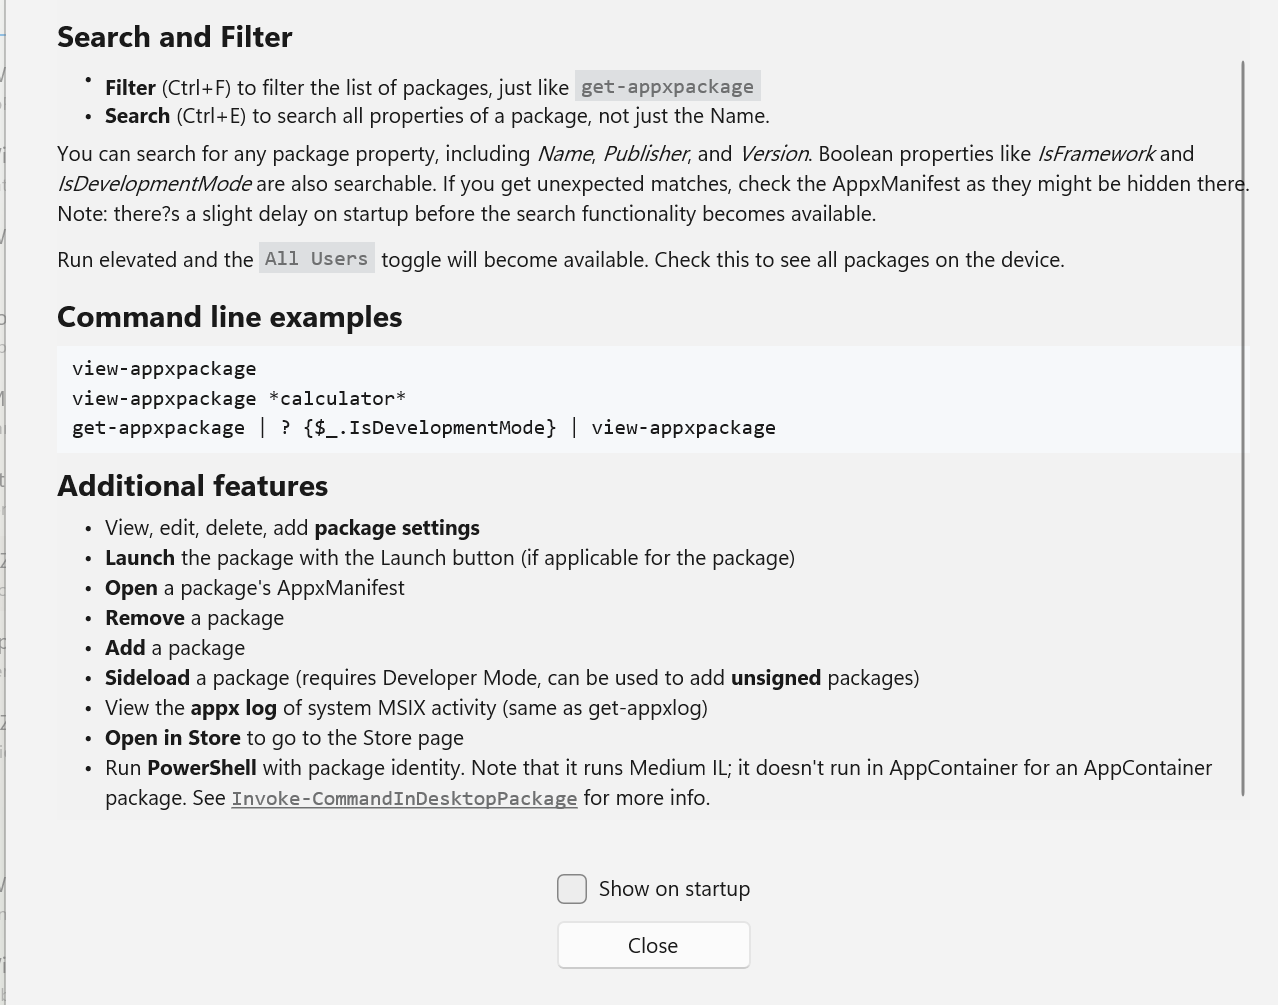 Search and Filter
• Filter (Ctrl+F) to filter the list of packages, just like get-appxpackage
• Search (Ctrl+E) to search all properties of a package, not just the Name.
You can search for any package property, including Name, Publisher, and Version. Boolean properties like IsFramework and
IsDevelopmentMode are also searchable. If you get unexpected matches, check the AppxManifest as they might be hidden there.
Note: there?s a slight delay on startup before the search functionality becomes available.
Run elevated and the All Users toggle will become available. Check this to see all packages on the device.
Command line examples
view-appxpackage
view-appxpackage *calculator*
get-appxpackage | ? {$_.IsDevelopmentMode} | view-appxpackage
Additional features
• View, edit, delete, add package settings
• Launch the package with the Launch button (if applicable for the package)
• Open a package's AppxManifest
• Remove a package
• Add a package
• Sideload a package (requires Developer Mode, can be used to add unsigned packages)
• View the appx log of system MSIX activity (same as get-appxlog)
• Open in Store to go to the Store page
• Run PowerShell with package identity. Note that it runs Medium IL; it doesn't run in AppContainer for an AppContainer
package. See Invoke-CommandInDesktopPackage for more info.
Show on startup
Close